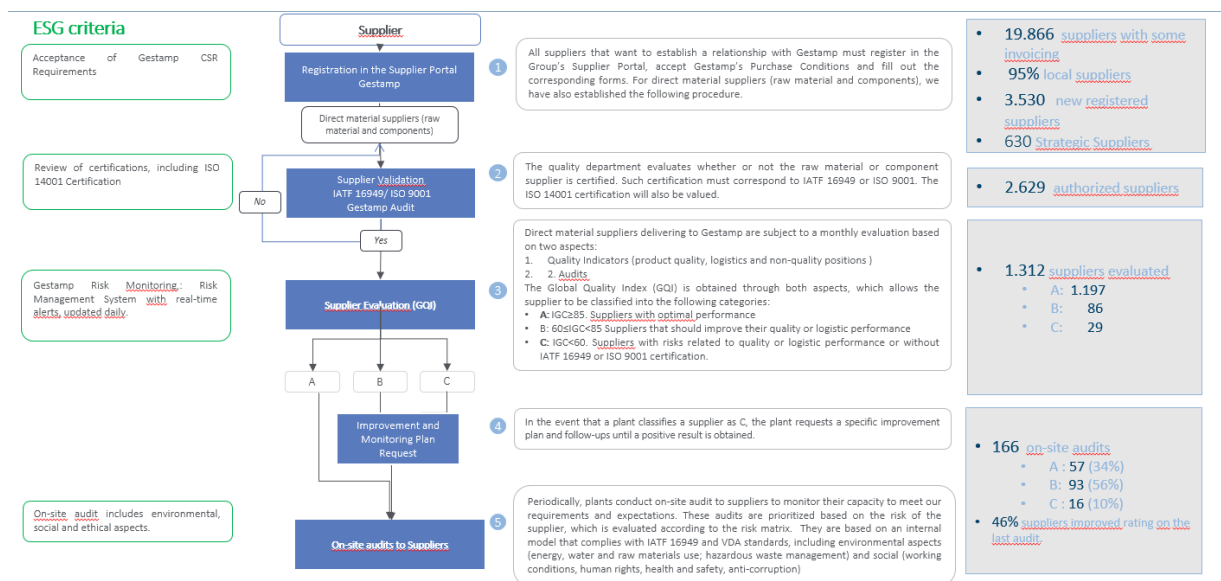 ESG criteria
Acceptance of Gestamp CSR
Requirements
Review of certifications, including ISO
14001 Certification
Gestamp Risk Monitoring,: Risk
Management System with real-time
alerts, updated daily.
On-site audit includes environmental,
social and ethical aspects.
Supplier
Registration in the Supplier Portal
Gestamp
Direct material suppliers (raw
material and components)
Supplier Validation
IATF 16949/ ISO 9001
Gestamp Audit
No
Yes
Supplier Evaluation (GQI)
A
B
C
Improvement and
Monitoring Plan
Request
On-site audits to Suppliers
1
All suppliers that want to establish a relationship with Gestamp must register in the
Group's Supplier Portal, accept Gestamp's Purchase Conditions and fill out the
corresponding forms. For direct material suppliers (raw material and components), we
have also established the following procedure.
2
The quality department evaluates whether or not the raw material or component
supplier is certified. Such certification must correspond to IATF 16949 or ISO 9001. The
ISO 14001 certification will also be valued.
3
Direct material suppliers delivering to Gestamp are subject to a monthly evaluation based
on two aspects:
1. Quality Indicators (product quality, logistics and non-quality positions )
2. 2. Audits
The Global Quality Index (GQI) is obtained through both aspects, which allows the
supplier to be classified into the following categories:
• A: IGC≥85. Suppliers with optimal performance
• B: 60≤IGC<85 Suppliers that should improve their quality or logistic performance
• C: IGC<60. Suppliers with risks related to quality or logistic performance or without
IATF 16949 or ISO 9001 certification.
4
In the event that a plant classifies a supplier as C, the plant requests a specific improvement
plan and follow-ups until a positive result is obtained.
5
Periodically, plants conduct on-site audit to suppliers to monitor their capacity to meet our
requirements and expectations. These audits are prioritized based on the risk of the
supplier, which is evaluated according to the risk matrix. They are based on an internal
model that complies with IATF 16949 and VDA standards, including environmental aspects
(energy, water and raw materials use; hazardous waste management) and social (working
conditions, human rights, health and safety, anti-corruption)
• 19.866 suppliers with some
invoicing
• 95% local suppliers
• 3.530 new registered
suppliers
• 630 Strategic Suppliers
• 2.629 authorized suppliers
• 1.312 suppliers evaluated
• A: 1.197
• B: 86
• C: 29
• 166 on-site audits
• A : 57 (34%)
• B: 93 (56%)
• C : 16 (10%)
• 46% suppliers improved rating on the
last audit.